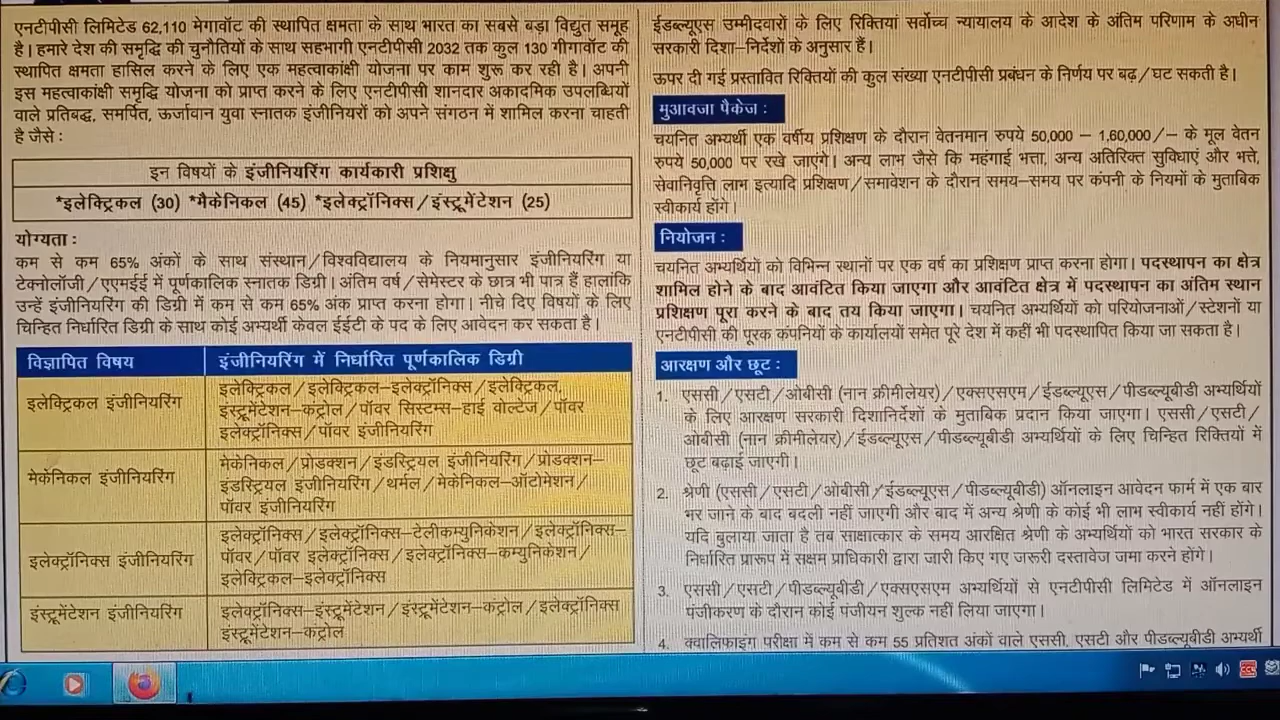 एनटीपीसी लिमिटेड 62,110 मेगावॉट की स्थापित क्षमता के साथ भारत का सबसे बड़ा विद्युत समूह
है। हमारे देश की समृद्धि की चुनौतियों के साथ सहभागी एनटीपीसी 2032 तक कुल 130 गीगावॉट की
स्थापित क्षमता हासिल करने के लिए एक महत्वाकांक्षी योजना पर काम शुरू कर रही है। अपनी
इस महत्वाकांक्षी समृद्धि योजना को प्राप्त करने के लिए एनटीपीसी शानदार अकादमिक उपलब्धियों
वाले प्रतिबद्ध, समर्पित, ऊर्जावान युवा स्नातक इंजीनियरों को अपने संगठन में शामिल करना चाहती
है जैसे :
इन विषयों के इंजीनियरिंग कार्यकारी प्रशिक्षु
*इलेक्ट्रिकल (30) *मैकेनिकल (45) *इलेक्ट्रॉनिक्स/इंस्ट्रूमेंटेशन (25)
योग्यता :
कम से कम 65% अंकों के साथ संस्थान/विश्वविद्यालय के नियमानुसार इंजीनियरिंग या
टेक्नोलॉजी/एएमईई में पूर्णकालिक स्नातक डिग्री। अंतिम वर्ष/सेमेस्टर के छात्र भी पात्र हैं हालांकि
उन्हें इंजीनियरिंग की डिग्री में कम से कम 65% अंक प्राप्त करना होगा। नीचे दिए विषयों के लिए
चिन्हित निर्धारित डिग्री के साथ कोई अभ्यर्थी केवल ईईटी के पद के लिए आवेदन कर सकता है।
विज्ञापित विषय
इंजीनियरिंग में निर्धारित पूर्णकालिक डिग्री
इलेक्ट्रिकल इंजीनियरिंग
इलेक्ट्रिकल/इलेक्ट्रिकल–इलेक्ट्रॉनिक्स/इलेक्ट्रिकल,
इंस्ट्रूमेंटेशन–कंट्रोल/पॉवर सिस्टम्स–हाई वोल्टेज/पॉवर
इलेक्ट्रॉनिक्स/पॉवर इंजीनियरिंग
मेकेनिकल इंजीनियरिंग
मेकेनिकल/प्रोडक्शन/इंडस्ट्रियल इंजीनियरिंग/प्रोडक्शन–
इंडस्ट्रियल इंजीनियरिंग/थर्मल/मेकेनिकल–ऑटोमेशन/
पॉवर इंजीनियरिंग
इलेक्ट्रॉनिक्स इंजीनियरिंग
इलेक्ट्रॉनिक्स/इलेक्ट्रॉनिक्स–टेलीकम्युनिकेशन/इलेक्ट्रॉनिक्स–
पॉवर/पॉवर इलेक्ट्रॉनिक्स/इलेक्ट्रॉनिक्स–कम्युनिकेशन/
इलेक्ट्रिकल–इलेक्ट्रॉनिक्स
इंस्ट्रूमेंटेशन इंजीनियरिंग
इलेक्ट्रॉनिक्स–इंस्ट्रूमेंटेशन/इंस्ट्रूमेंटेशन–कंट्रोल/इलेक्ट्रॉनिक्स
इंस्ट्रूमेंटेशन–कंट्रोल
ईडब्ल्यूएस उम्मीदवारों के लिए रिक्तियां सर्वोच्च न्यायालय के आदेश के अंतिम परिणाम के अधीन
सरकारी दिशा–निर्देशों के अनुसार हैं।
ऊपर दी गई प्रस्तावित रिक्तियों की कुल संख्या एनटीपीसी प्रबंधन के निर्णय पर बढ़/घट सकती है।
मुआवजा पैकेज :
चयनित अभ्यर्थी एक वर्षीय प्रशिक्षण के दौरान वेतनमान रुपये 50,000 – 1,60,000/– के मूल वेतन
रुपये 50,000 पर रखे जाएंगे। अन्य लाभ जैसे कि महंगाई भत्ता, अन्य अतिरिक्त सुविधाएं और भत्ते,
सेवानिवृत्ति लाभ इत्यादि प्रशिक्षण/समावेशन के दौरान समय–समय पर कंपनी के नियमों के मुताबिक
स्वीकार्य होंगे।
नियोजन :
चयनित अभ्यर्थियों को विभिन्न स्थानों पर एक वर्ष का प्रशिक्षण प्राप्त करना होगा। पदस्थापन का क्षेत्र
शामिल होने के बाद आवंटित किया जाएगा और आवंटित क्षेत्र में पदस्थापन का अंतिम स्थान
प्रशिक्षण पूरा करने के बाद तय किया जाएगा। चयनित अभ्यर्थियों को परियोजनाओं/स्टेशनों या
एनटीपीसी की पूरक कंपनियों के कार्यालयों समेत पूरे देश में कहीं भी पदस्थापित किया जा सकता है।
आरक्षण और छूट :
1. एससी/एसटी/ओबीसी (नान क्रीमीलेयर)/एक्सएसएम/ईडब्ल्यूएस/पीडब्ल्यूबीडी अभ्यर्थियों
के लिए आरक्षण सरकारी दिशानिर्देशों के मुताबिक प्रदान किया जाएगा। एससी/एसटी/
ओबीसी (नान क्रीमीलेयर)/ईडब्ल्यूएस/पीडब्ल्यूबीडी अभ्यर्थियों के लिए चिन्हित रिक्तियों में
छूट बढ़ाई जाएगी।
2. श्रेणी (एससी/एसटी/ओबीसी/ईडब्ल्यूएस/पीडब्ल्यूबीडी) ऑनलाइन आवेदन फार्म में एक बार
भर जाने के बाद बदली नहीं जाएगी और बाद में अन्य श्रेणी के कोई भी लाभ स्वीकार्य नहीं होंगे।
यदि बुलाया जाता है तब साक्षात्कार के समय आरक्षित श्रेणी के अभ्यर्थियों को भारत सरकार के
निर्धारित प्रारूप में सक्षम प्राधिकारी द्वारा जारी किए गए जरूरी दस्तावेज जमा करने होंगे।
3. एससी/एसटी/पीडब्ल्यूबीडी/एक्सएसएम अभ्यर्थियों से एनटीपीसी लिमिटेड में ऑनलाइन
पंजीकरण के दौरान कोई पंजीयन शुल्क नहीं लिया जाएगा।
4. क्वालिफाइंग परीक्षा में कम से कम 55 प्रतिशत अंकों वाले एससी, एसटी और पीडब्ल्यूबीडी अभ्यर्थी